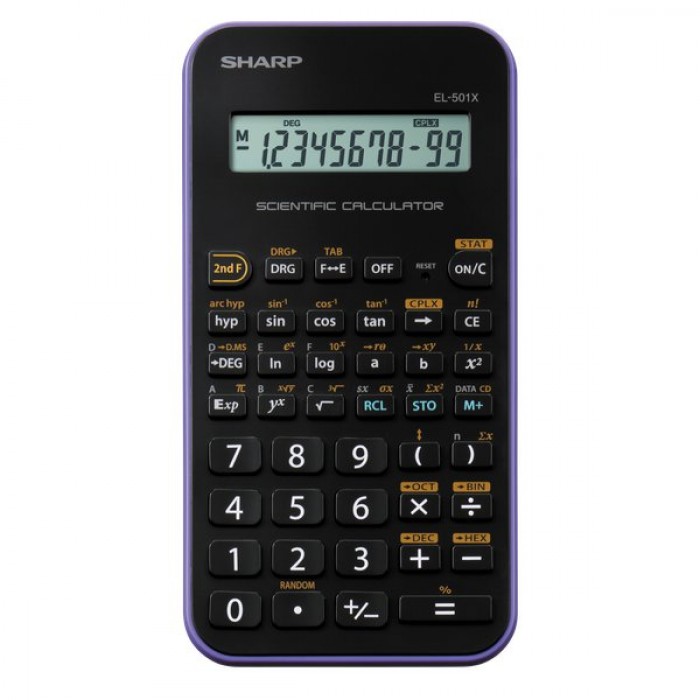 SHARP
EL-501X
DEG CPLX
M
-1,2345678-99
SCIENTIFIC CALCULATOR
STAT
DRG▸ TAB
2nd F DRG F↔E OFF RESET ON/C
arc hyp sin⁻¹ cos⁻¹ tan⁻¹ CPLX n!
hyp sin cos tan → CE
D →D.MS E eˣ F 10ˣ →rθ →xy 1/x
→DEG ln log a b x²
A π B ˣ√y C ³√ sx σx x̄ Σx² DATA CD
Exp yˣ √ RCL STO M+
↕ n Σx
7 8 9 ( )
→OCT →BIN
4 5 6 × ÷
→DEC →HEX
1 2 3 + −
RANDOM %
0 • +/− =